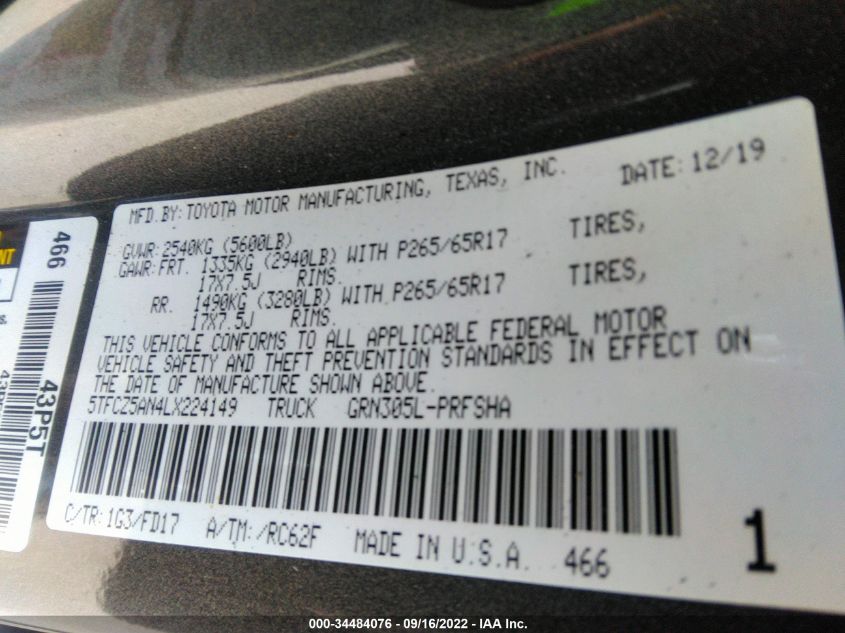 MFD. BY: TOYOTA MOTOR MANUFACTURING, TEXAS, INC. DATE: 12/19
GVWR: 2540KG (5600LB)
GAWR: FRT. 1335KG (2940LB) WITH P265/65R17 TIRES,
17X7.5J RIMS.
RR. 1490KG (3280LB) WITH P265/65R17 TIRES,
17X7.5J RIMS.
THIS VEHICLE CONFORMS TO ALL APPLICABLE FEDERAL MOTOR
VEHICLE SAFETY AND THEFT PREVENTION STANDARDS IN EFFECT ON
THE DATE OF MANUFACTURE SHOWN ABOVE.
5TFCZ5AN4LX224149 TRUCK GRN305L-PRFSHA
C/TR: 1G3/FD17 A/TM: /RC62F MADE IN U.S.A. 466
1
466
43P5T
000-34484076 - 09/16/2022 - IAA Inc.